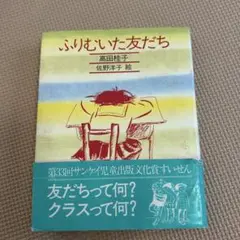 ふりむいた友だち
高田桂子
佐野洋子 絵
第33回サンケイ児童出版文化賞すいせん
友だちって何?
クラスって何?